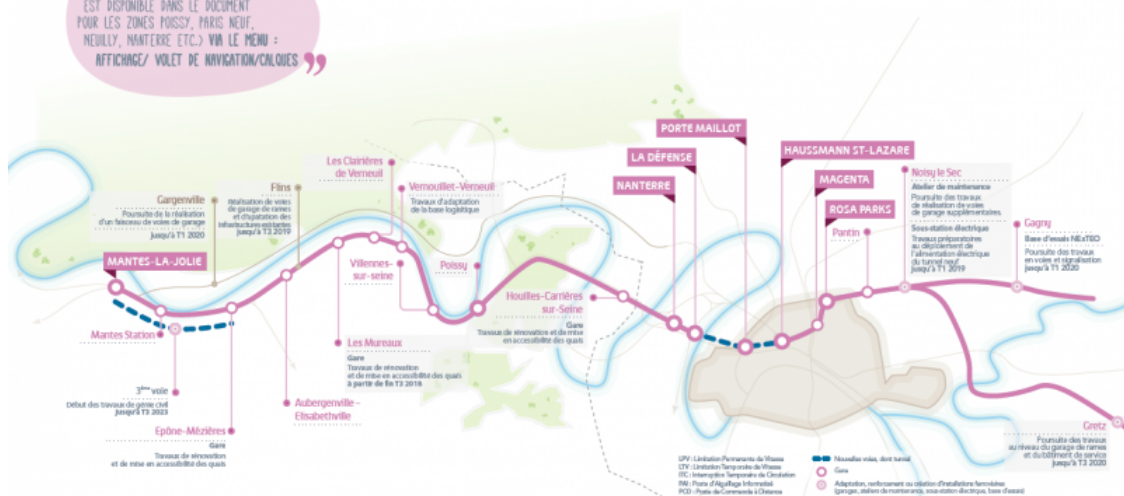 EST DISPONIBLE DANS LE DOCUMENT
POUR LES ZONES POISSY, PARIS NEUF,
NEUILLY, NANTERRE ETC.) VIA LE MENU :
AFFICHAGE/ VOLET DE NAVIGATION/CALQUES ”
PORTE MAILLOT
LA DÉFENSE
HAUSSMANN ST-LAZARE
NANTERRE
MAGENTA
ROSA PARKS
Pantin
Noisy le Sec
Atelier de maintenance
Poursuite des travaux
de réalisation de voies
de garage supplémentaires
Sous-station électrique
Travaux préparatoires
au déploiement de
l'alimentation électrique
du tunnel neuf
jusqu'à T1 2019
Gagny
Base d'essais NExTEO
Poursuite des travaux
en voies et signalisation
jusqu'à T1 2020
Les Clairières
de Verneuil
Vernouillet-Verneuil
Travaux d'adaptation
de la base logistique
Flins
Réalisation de voies
de garage de rames
et d'adaptation des
infrastructures existantes
jusqu'à T3 2019
Gargenville
Poursuite de la réalisation
d'un faisceau de voies de garage
jusqu'à T1 2020
MANTES-LA-JOLIE
Villennes-
sur-seine
Poissy
Houilles-Carrières
sur-Seine
Gare
Travaux de rénovation et de mise
en accessibilité des quais
Mantes Station
Les Mureaux
Gare
Travaux de rénovation
et de mise en accessibilité des quais
à partir de fin T3 2018
3ème voie
Début des travaux de génie civil
jusqu'à T3 2023
Aubergenville -
Elisabethville
Epône-Mézières
Gare
Travaux de rénovation
et de mise en accessibilité des quais
Gretz
Poursuite des travaux
au niveau du garage de rames
et du bâtiment de service
jusqu'à T3 2020
LPV : Limitation Permanente de Vitesse
LTV : Limitation Temporaire de Vitesse
ITC : Interruption Temporaire de Circulation
PAI : Poste d'Aiguillage Informatisé
PCD : Poste de Commande à Distance
Nouvelles voies, dont tunnel
Gare
Adaptation, renforcement ou création d'installations ferroviaires
(garages, ateliers de maintenance, sous-station électrique, base d'essais)